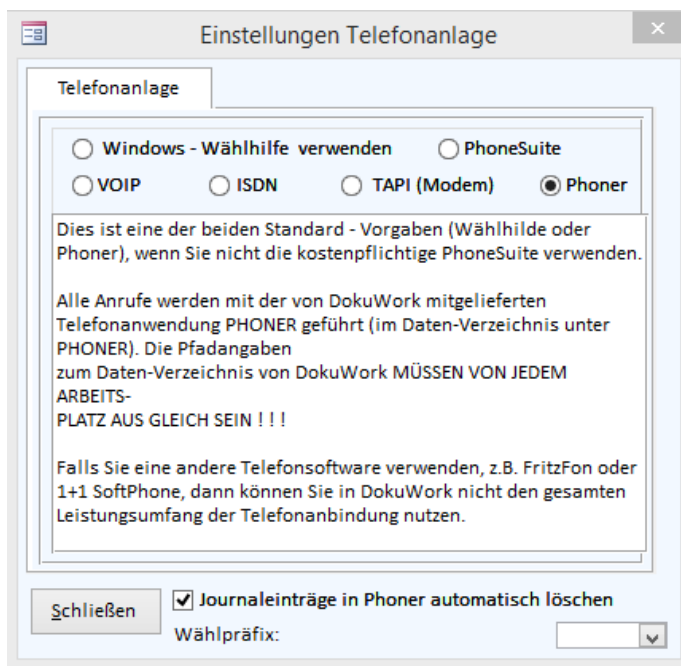 Einstellungen Telefonanlage
Telefonanlage
Windows - Wählhilfe verwenden PhoneSuite
VOIP ISDN TAPI (Modem) Phoner
Dies ist eine der beiden Standard - Vorgaben (Wählhilde oder
Phoner), wenn Sie nicht die kostenpflichtige PhoneSuite verwenden.
Alle Anrufe werden mit der von DokuWork mitgelieferten
Telefonanwendung PHONER geführt (im Daten-Verzeichnis unter
PHONER). Die Pfadangaben
zum Daten-Verzeichnis von DokuWork MÜSSEN VON JEDEM
ARBEITS-
PLATZ AUS GLEICH SEIN ! ! !
Falls Sie eine andere Telefonsoftware verwenden, z.B. FritzFon oder
1+1 SoftPhone, dann können Sie in DokuWork nicht den gesamten
Leistungsumfang der Telefonanbindung nutzen.
Schließen
Journaleinträge in Phoner automatisch löschen
Wählpräfix: